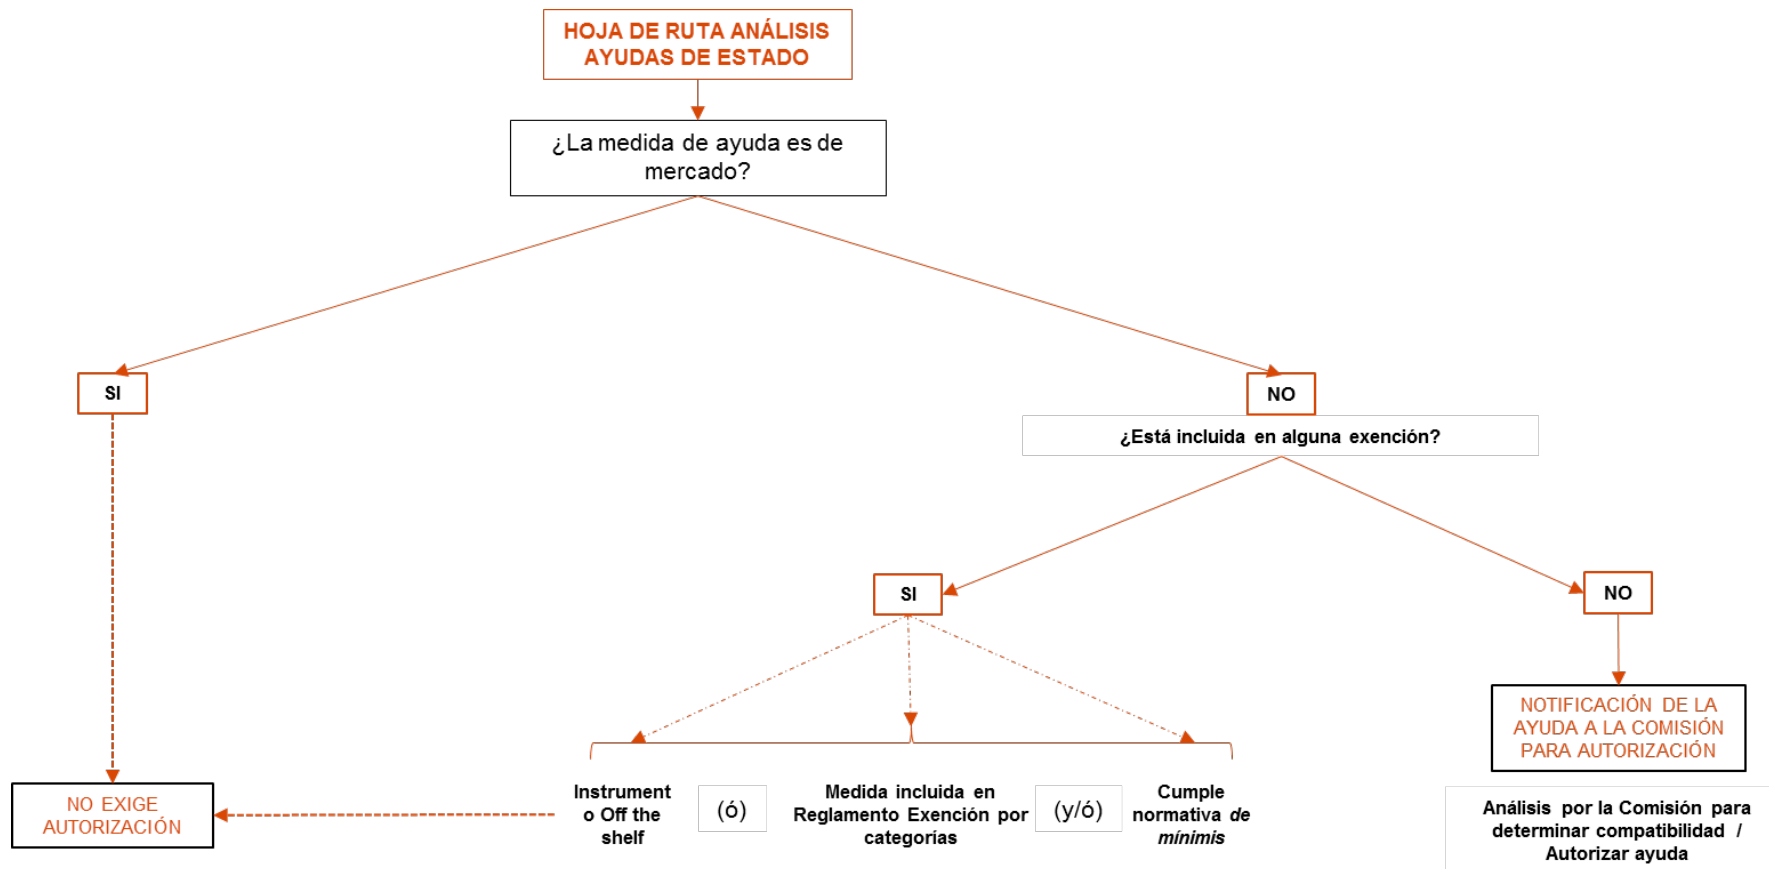 HOJA DE RUTA ANÁLISIS
AYUDAS DE ESTADO
¿La medida de ayuda es de
mercado?
SI
NO
¿Está incluida en alguna exención?
SI
NO
NOTIFICACIÓN DE LA
AYUDA A LA COMISIÓN
PARA AUTORIZACIÓN
NO EXIGE
AUTORIZACIÓN
Instrument
o Off the
shelf
(ó)
Medida incluida en
Reglamento Exención por
categorías
(y/ó)
Cumple
normativa de
mínimis
Análisis por la Comisión para
determinar compatibilidad /
Autorizar ayuda